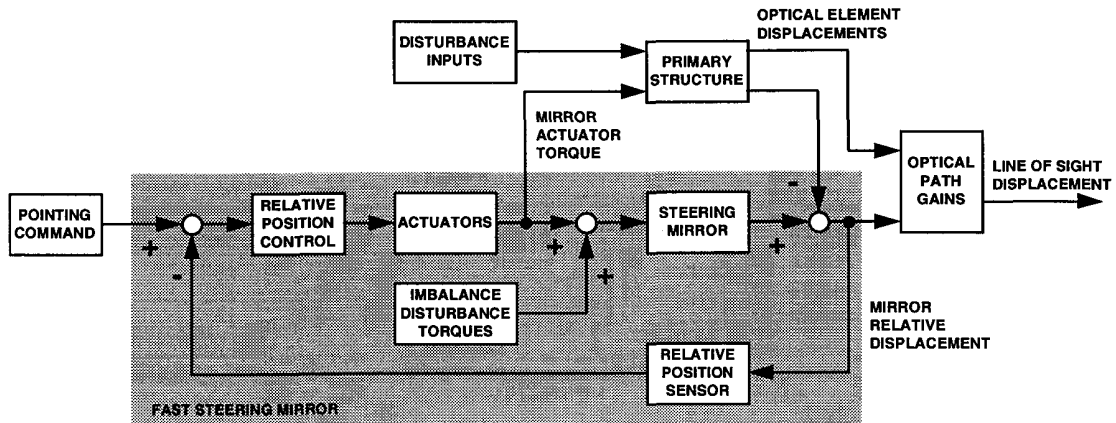 OPTICAL ELEMENT
DISPLACEMENTS
DISTURBANCE
INPUTS
PRIMARY
STRUCTURE
MIRROR
ACTUATOR
TORQUE
OPTICAL
PATH
GAINS
LINE OF SIGHT
DISPLACEMENT
POINTING
COMMAND
+
-
RELATIVE
POSITION
CONTROL
ACTUATORS
+
+
STEERING
MIRROR
-
+
IMBALANCE
DISTURBANCE
TORQUES
MIRROR
RELATIVE
DISPLACEMENT
RELATIVE
POSITION
SENSOR
FAST STEERING MIRROR